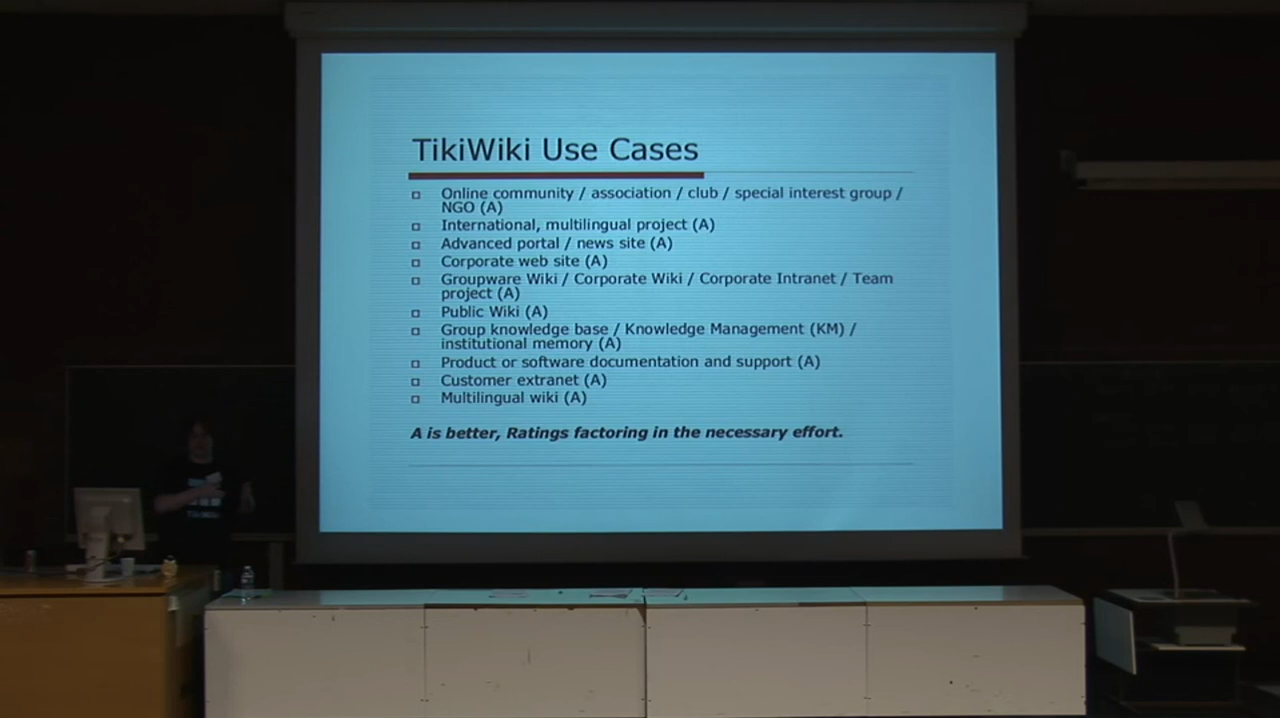 TikiWiki Use Cases
Online community / association / club / special interest group /
NGO (A)
International, multilingual project (A)
Advanced portal / news site (A)
Corporate web site (A)
Groupware Wiki / Corporate Wiki / Corporate Intranet / Team
project (A)
Public Wiki (A)
Group knowledge base / Knowledge Management (KM) /
institutional memory (A)
Product or software documentation and support (A)
Customer extranet (A)
Multilingual wiki (A)
A is better, Ratings factoring in the necessary effort.